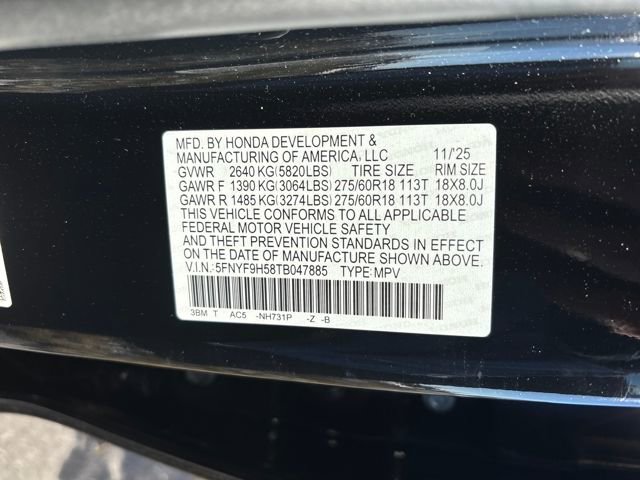 MFD. BY HONDA DEVELOPMENT &
MANUFACTURING OF AMERICA, LLC 11/'25
GVWR 2640 KG(5820LBS) TIRE SIZE RIM SIZE
GAWR F 1390 KG(3064LBS) 275/60R18 113T 18X8.0J
GAWR R 1485 KG(3274LBS) 275/60R18 113T 18X8.0J
THIS VEHICLE CONFORMS TO ALL APPLICABLE
FEDERAL MOTOR VEHICLE SAFETY
AND THEFT PREVENTION STANDARDS IN EFFECT
ON THE DATE OF MANUFACTURE SHOWN ABOVE.
V.I.N.:5FNYF9H58TB047885 TYPE:MPV
3BM T AC5 -NH731P -Z -B